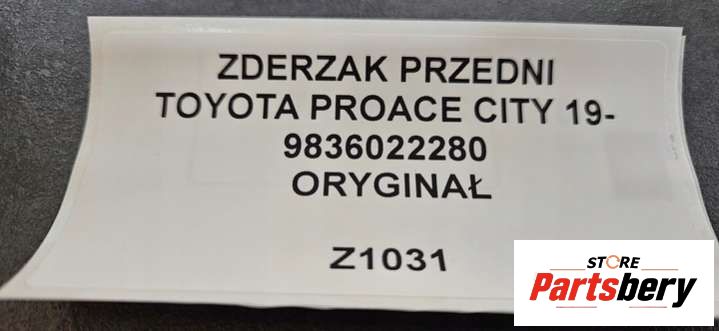 ZDERZAK PRZEDNI
TOYOTA PROACE CITY 19-
9836022280
ORYGINAŁ
Z1031
STORE
Partsbery